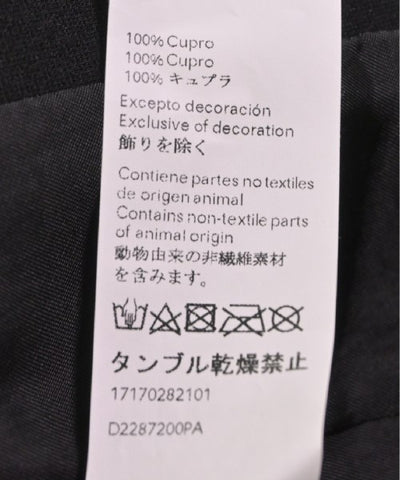 100% Cupro
100% Cupro
100% キュプラ
Excepto decoración
Exclusive of decoration
飾りを除く
Contiene partes no textiles
de origen animal
Contains non-textile parts
of animal origin
動物由来の非繊維素材
を含みます。
タンブル乾燥禁止
17170282101
D2287200PA